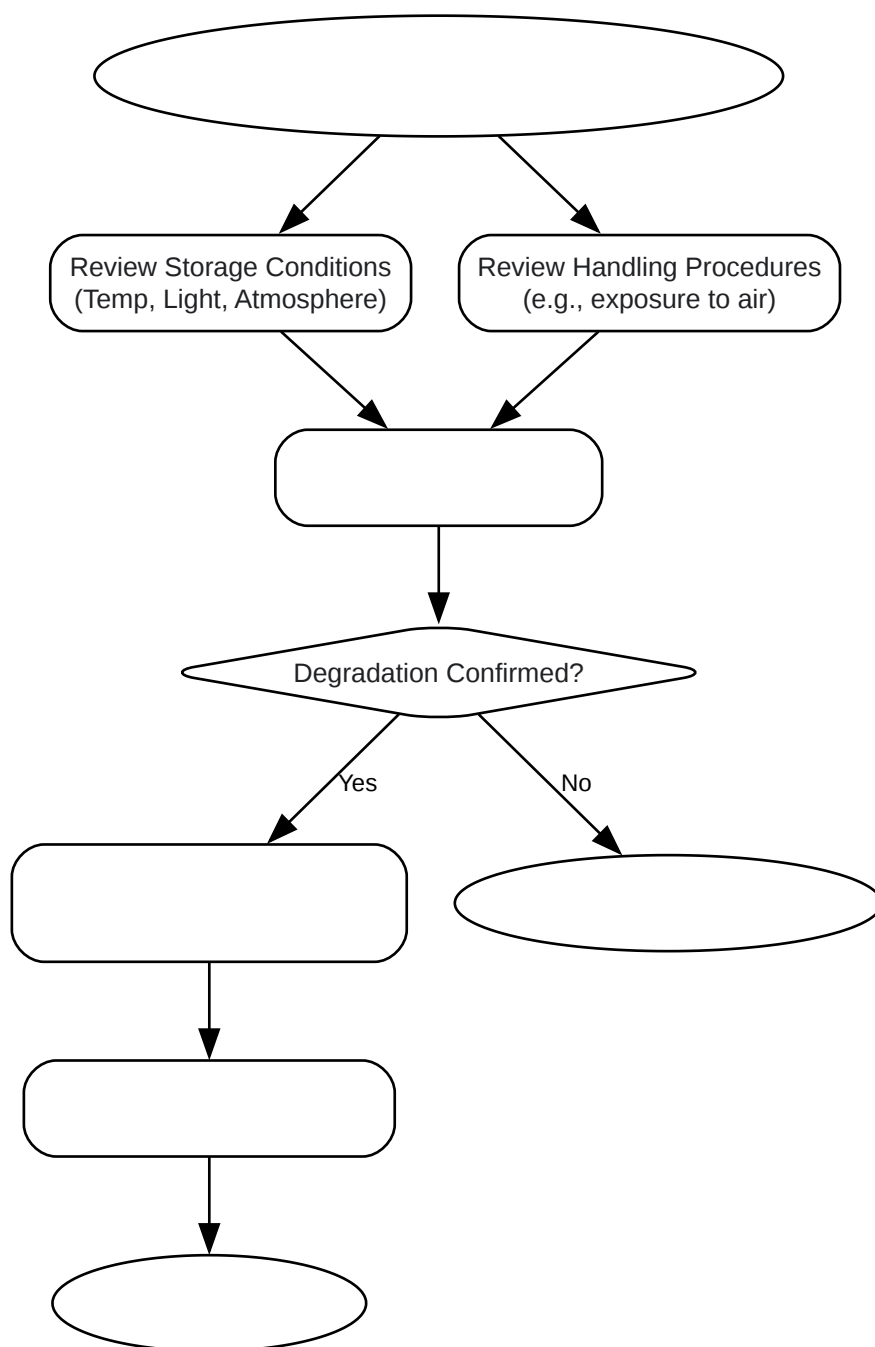 Review Storage Conditions
(Temp, Light, Atmosphere)
Review Handling Procedures
(e.g., exposure to air)
Degradation Confirmed?
Yes
No